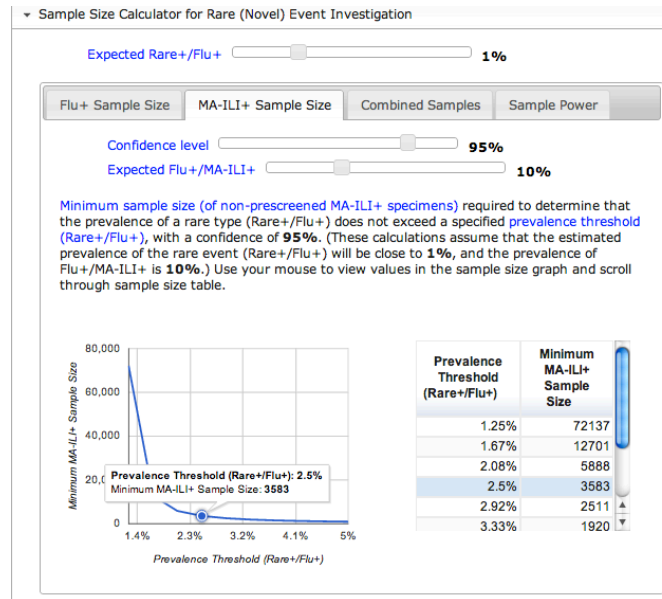 Sample Size Calculator for Rare (Novel) Event Investigation
Expected Rare+/Flu+ 1%
Flu+ Sample Size MA-ILI+ Sample Size Combined Samples Sample Power
Confidence level 95%
Expected Flu+/MA-ILI+ 10%
Minimum sample size (of non-prescreened MA-ILI+ specimens) required to determine that
the prevalence of a rare type (Rare+/Flu+) does not exceed a specified prevalence threshold
(Rare+/Flu+), with a confidence of 95%. (These calculations assume that the estimated
prevalence of the rare event (Rare+/Flu+) will be close to 1%, and the prevalence of
Flu+/MA-ILI+ is 10%.) Use your mouse to view values in the sample size graph and scroll
through sample size table.
Minimum MA-ILI+ Sample Size
80,000
60,000
40,000
20,0
0
Prevalence Threshold (Rare+/Flu+): 2.5%
Minimum MA-ILI+ Sample Size: 3583
1.4% 2.3% 3.2% 4.1% 5%
Prevalence Threshold (Rare+/Flu+)
Prevalence
Threshold
(Rare+/Flu+)
Minimum
MA-ILI+
Sample
Size
1.25% 72137
1.67% 12701
2.08% 5888
2.5% 3583
2.92% 2511
3.33% 1920